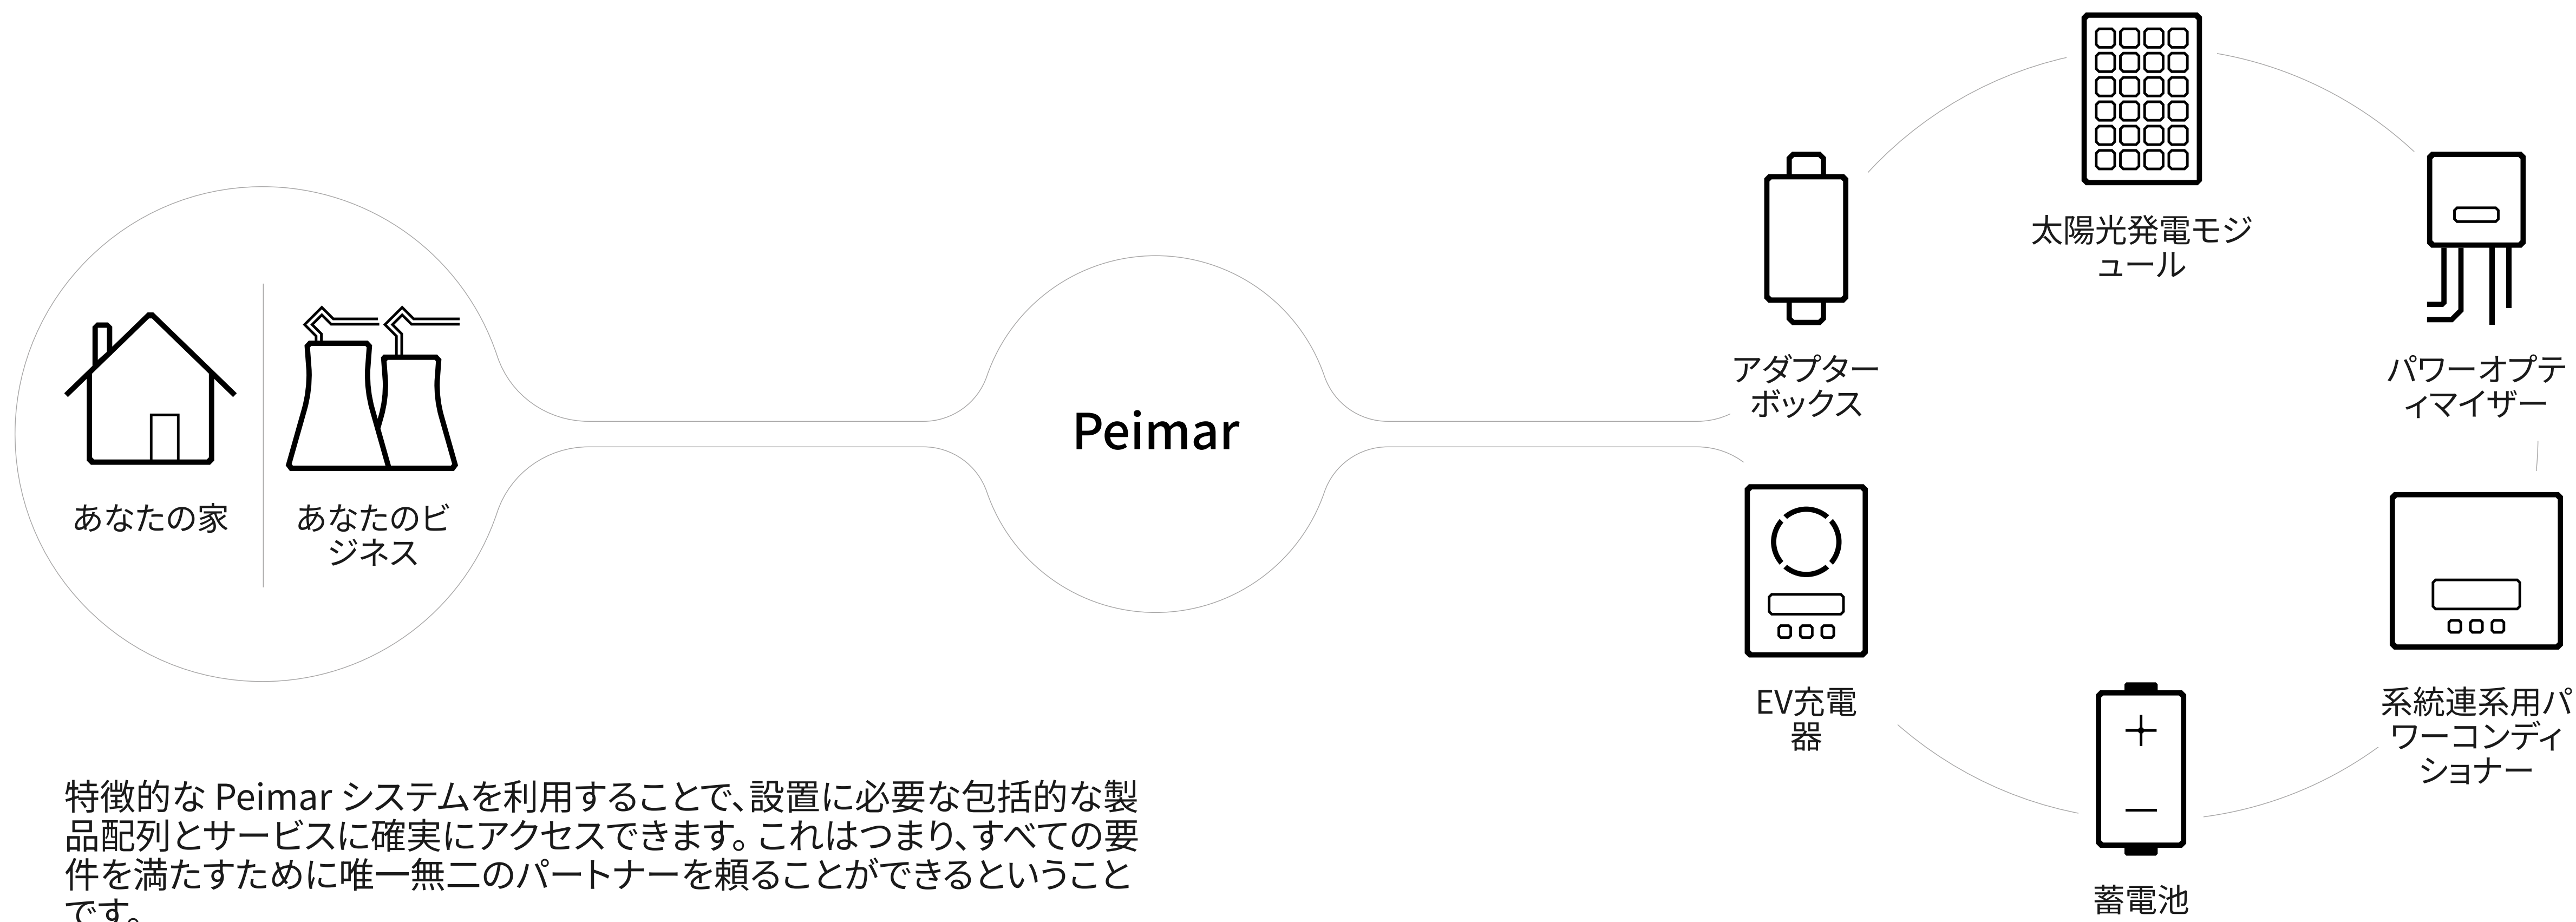 あなたの家
あなたのビ
ジネス
Peimar
アダプター
ボックス
太陽光発電モジ
ュール
パワーオプテ
ィマイザー
EV充電
器
系統連系用パ
ワーコンディ
ショナー
蓄電池
特徴的な Peimar システムを利用することで、設置に必要な包括的な製
品配列とサービスに確実にアクセスできます。これはつまり、すべての要
件を満たすために唯一無二のパートナーを頼ることができるということ
です。